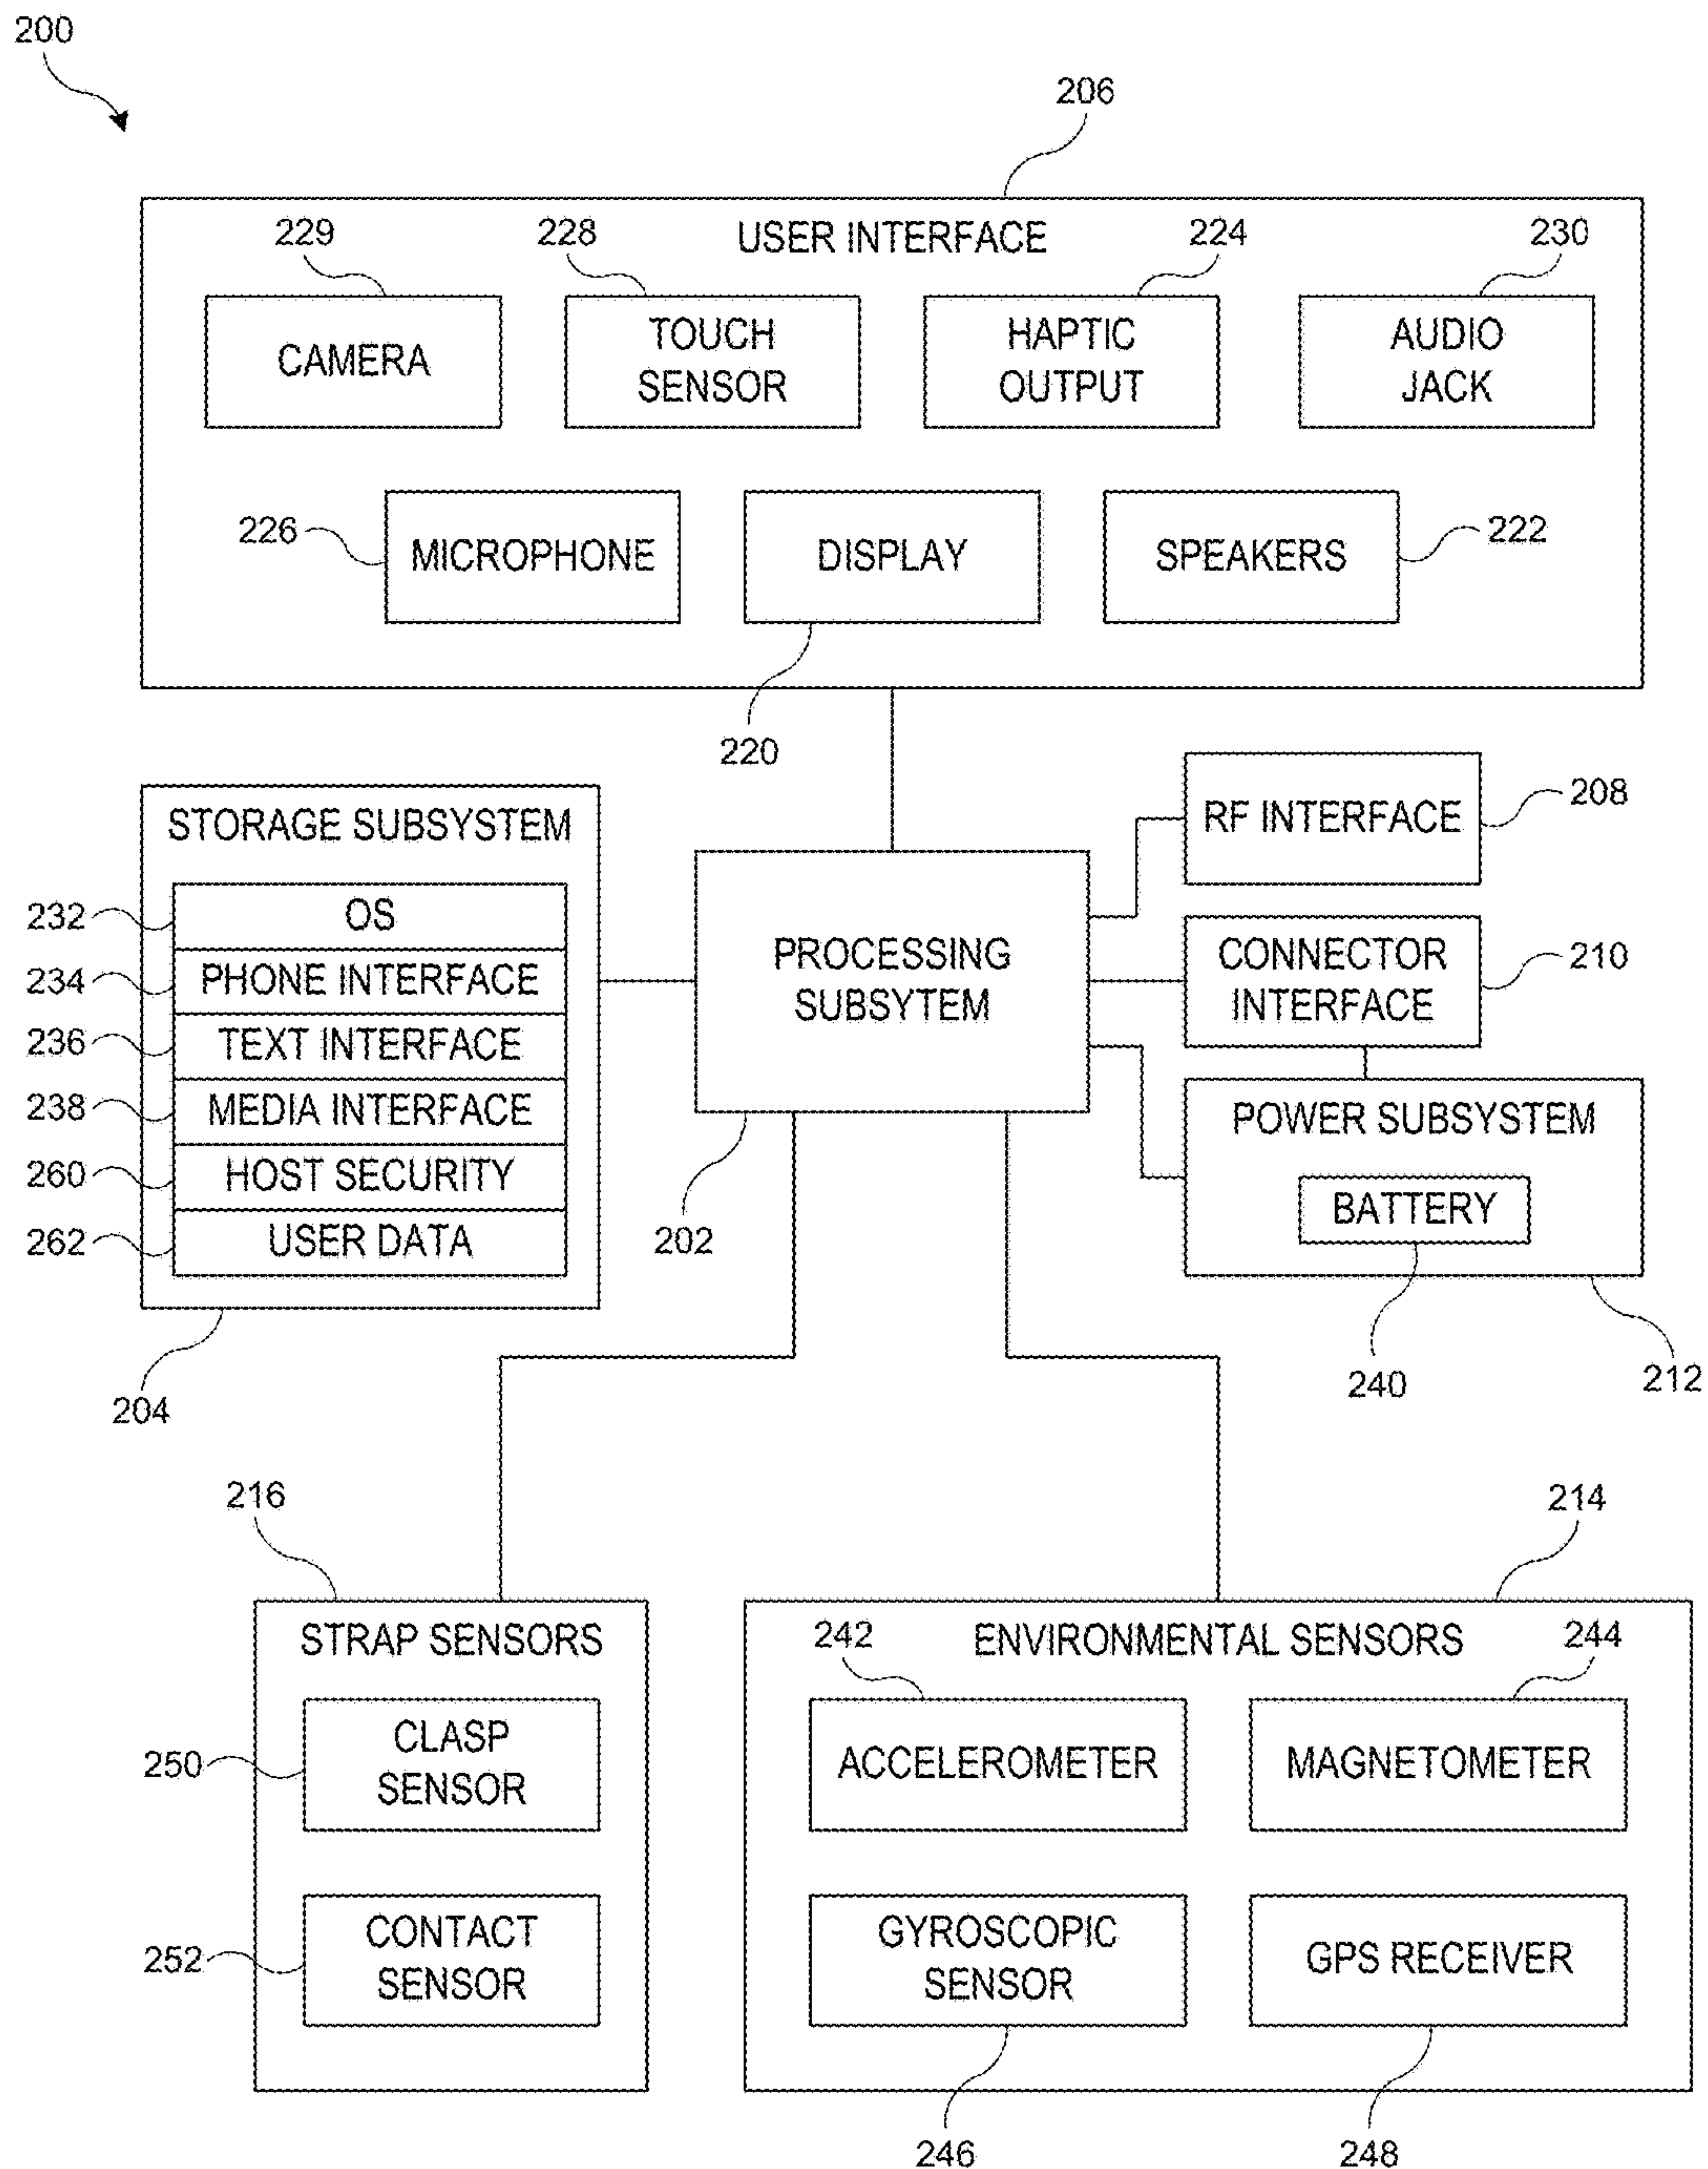 200
206
USER INTERFACE
229
228
224
230
CAMERA
TOUCH
SENSOR
HAPTIC
OUTPUT
AUDIO
JACK
226
MICROPHONE
DISPLAY
SPEAKERS
222
220
STORAGE SUBSYSTEM
232
OS
234
PHONE INTERFACE
236
TEXT INTERFACE
238
MEDIA INTERFACE
260
HOST SECURITY
262
USER DATA
204
PROCESSING
SUBSYTEM
202
RF INTERFACE
208
CONNECTOR
INTERFACE
210
POWER SUBSYSTEM
BATTERY
240
212
216
STRAP SENSORS
250
CLASP
SENSOR
252
CONTACT
SENSOR
214
242
ENVIRONMENTAL SENSORS
244
ACCELEROMETER
MAGNETOMETER
GYROSCOPIC
SENSOR
GPS RECEIVER
246
248